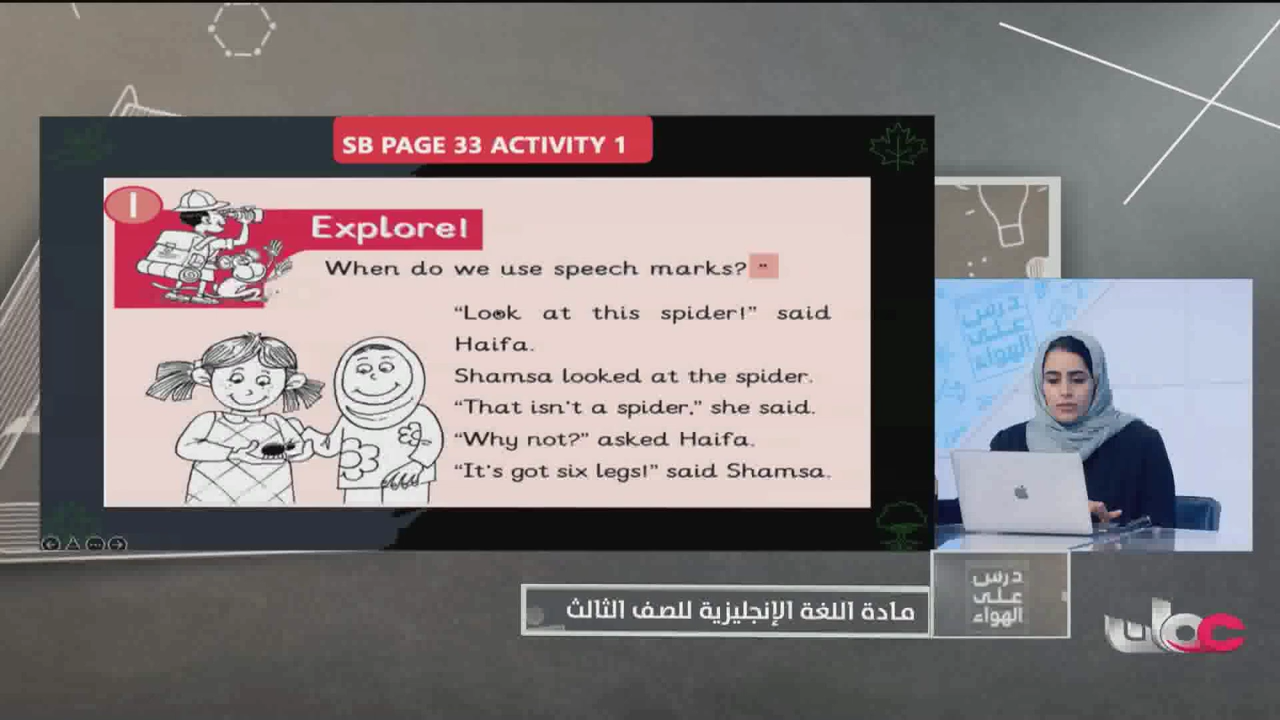 SB PAGE 33 ACTIVITY 1
1
Explore!
When do we use speech marks? "
“Look at this spider!” said
Haifa.
Shamsa looked at the spider.
“That isn't a spider,” she said.
“Why not?” asked Haifa.
“It's got six legs!” said Shamsa.
درس
على
الهواء
مادة اللغة الإنجليزية للصف الثالث
درس
على
الهواء
عمان